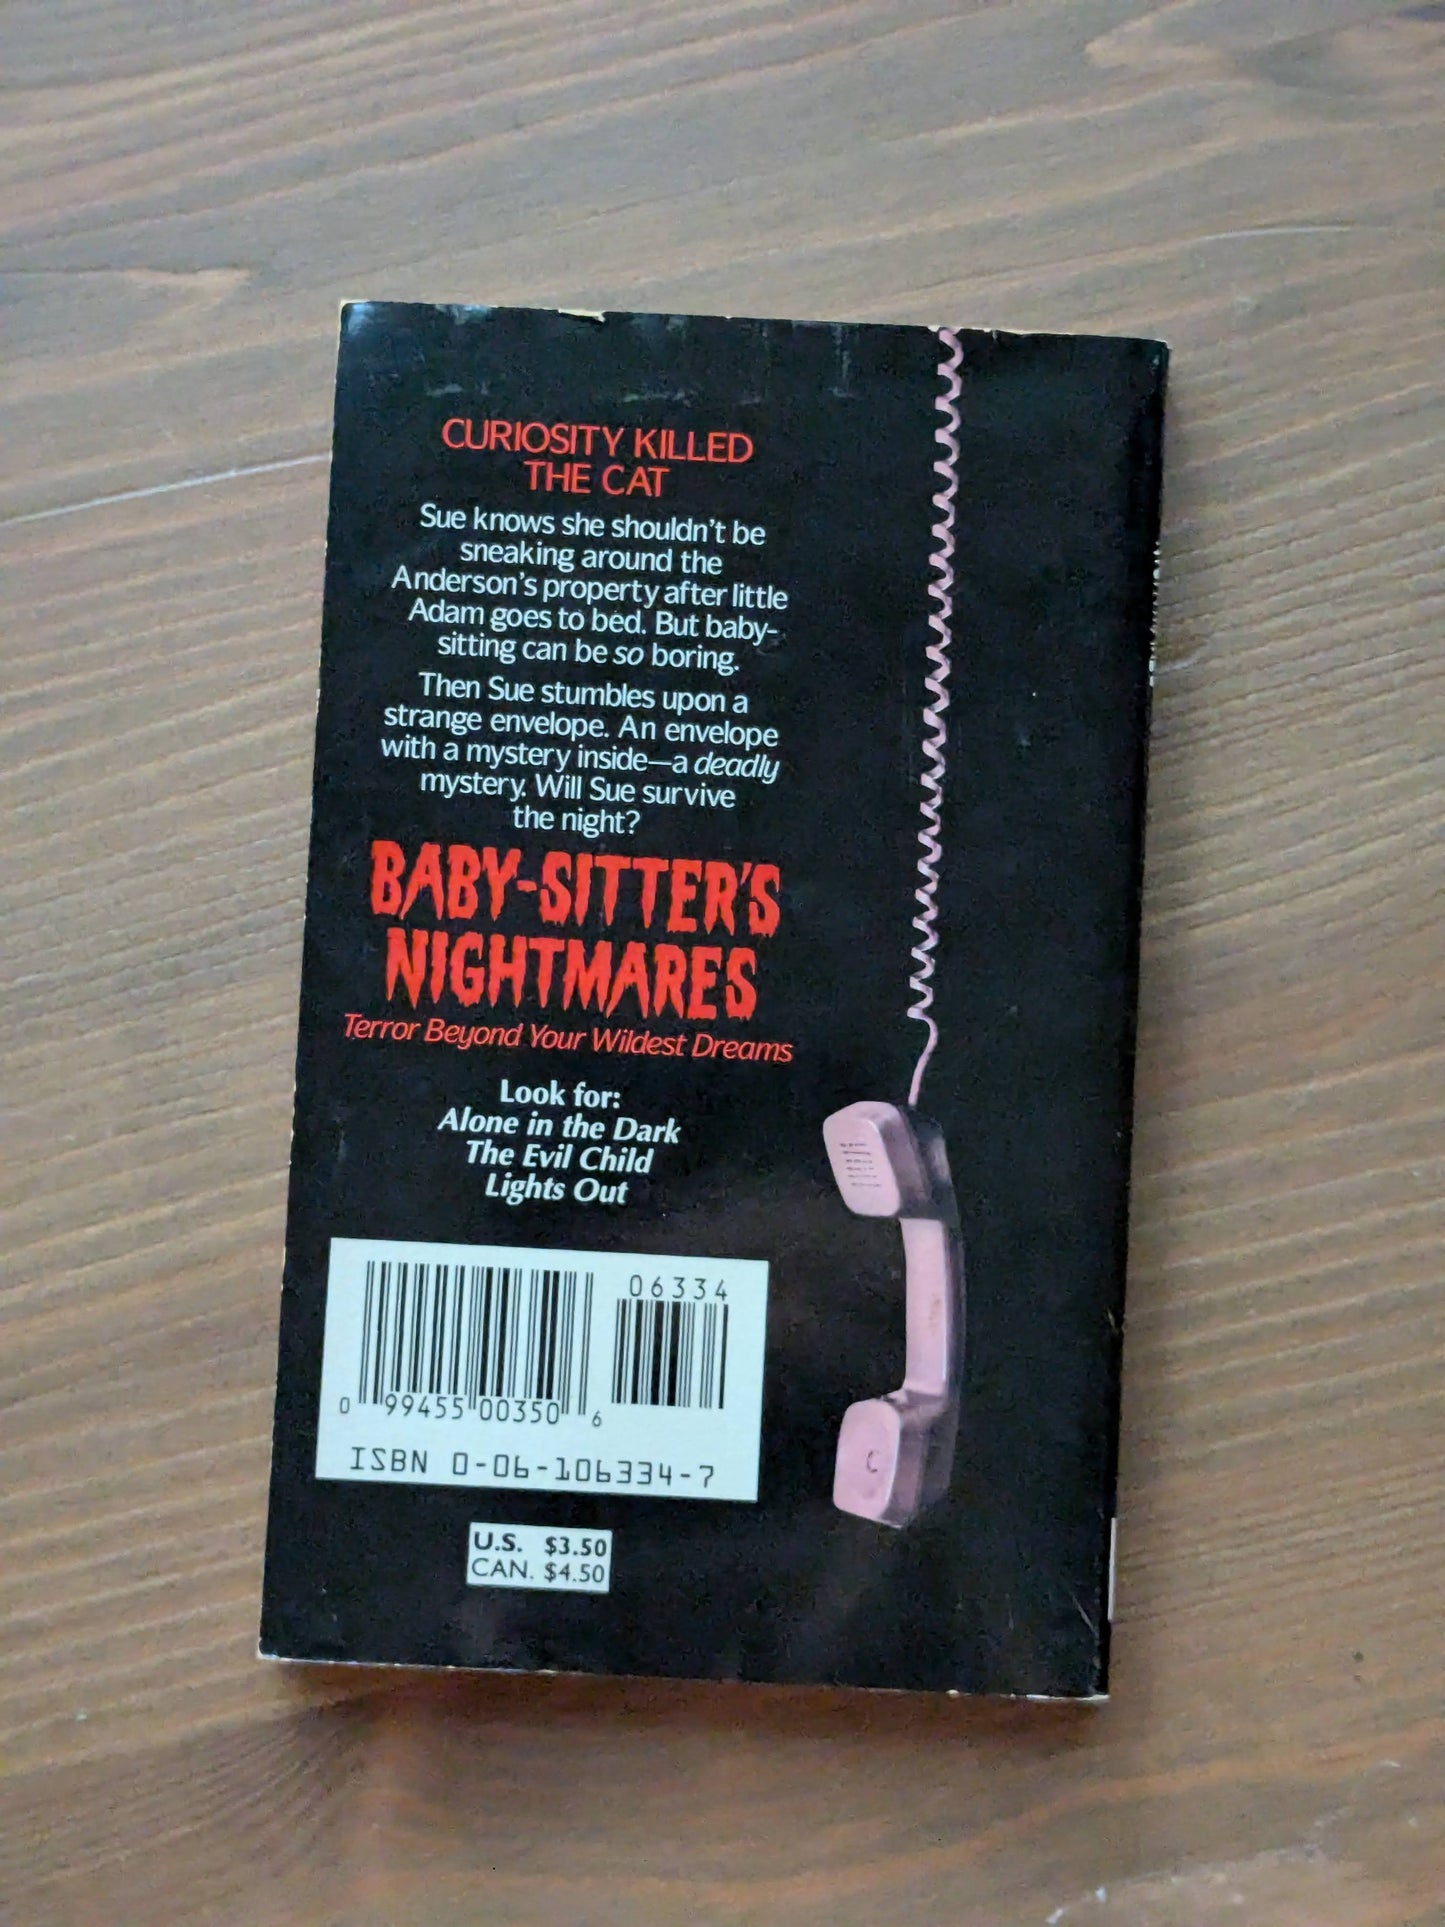 CURIOSITY KILLED
THE CAT
Sue knows she shouldn't be
sneaking around the
Anderson's property after little
Adam goes to bed. But baby-
sitting can be so boring.
Then Sue stumbles upon a
strange envelope. An envelope
with a mystery inside—a deadly
mystery. Will Sue survive
the night?
BABY-SITTER'S
NIGHTMARES
Terror Beyond Your Wildest Dreams
Look for:
Alone in the Dark
The Evil Child
Lights Out
06334
0 99455 00350 6
ISBN 0-06-106334-7
U.S. $3.50
CAN. $4.50